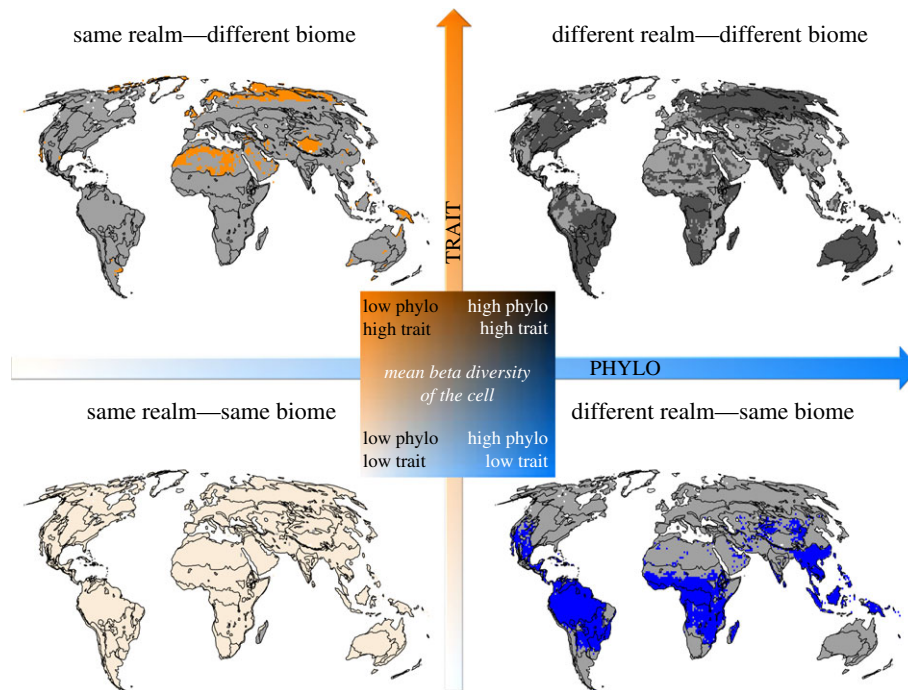 same realm—different biome
different realm—different biome
TRAIT
low phylo
high trait
high phylo
high trait
mean beta diversity
of the cell
PHYLO
low phylo
low trait
high phylo
low trait
same realm—same biome
different realm—same biome